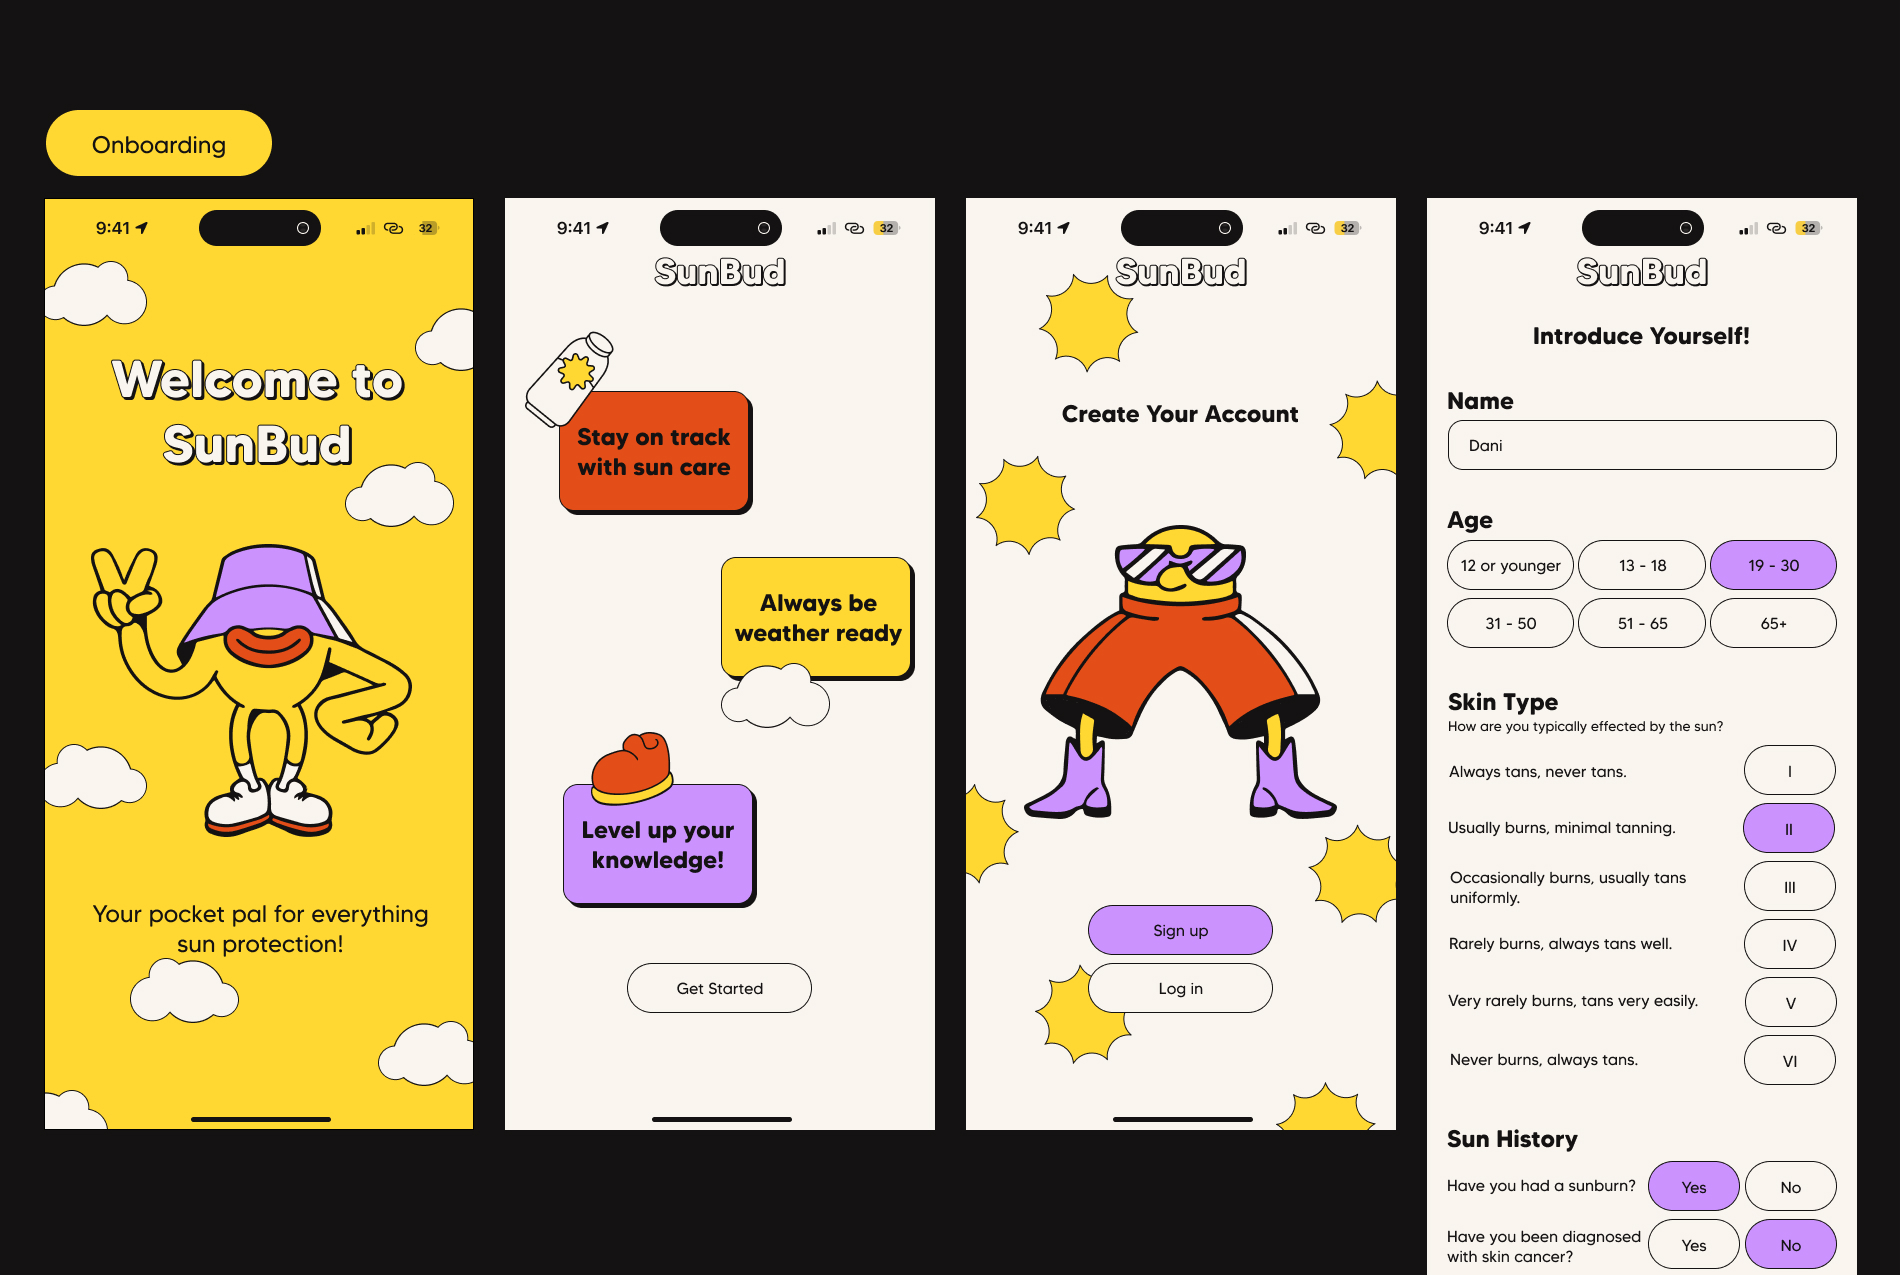 Onboarding
9:41
32
Welcome to
SunBud
Your pocket pal for everything
sun protection!
9:41
32
SunBud
Stay on track
with sun care
Always be
weather ready
Level up your
knowledge!
Get Started
9:41
32
SunBud
Create Your Account
Sign up
Log in
9:41
32
SunBud
Introduce Yourself!
Name
Dani
Age
12 or younger
13 - 18
19 - 30
31 - 50
51 - 65
65+
Skin Type
How are you typically effected by the sun?
Always tans, never tans.
I
Usually burns, minimal tanning.
II
Occasionally burns, usually tans
uniformly.
III
Rarely burns, always tans well.
IV
Very rarely burns, tans very easily.
V
Never burns, always tans.
VI
Sun History
Have you had a sunburn?
Yes
No
Have you been diagnosed
with skin cancer?
Yes
No